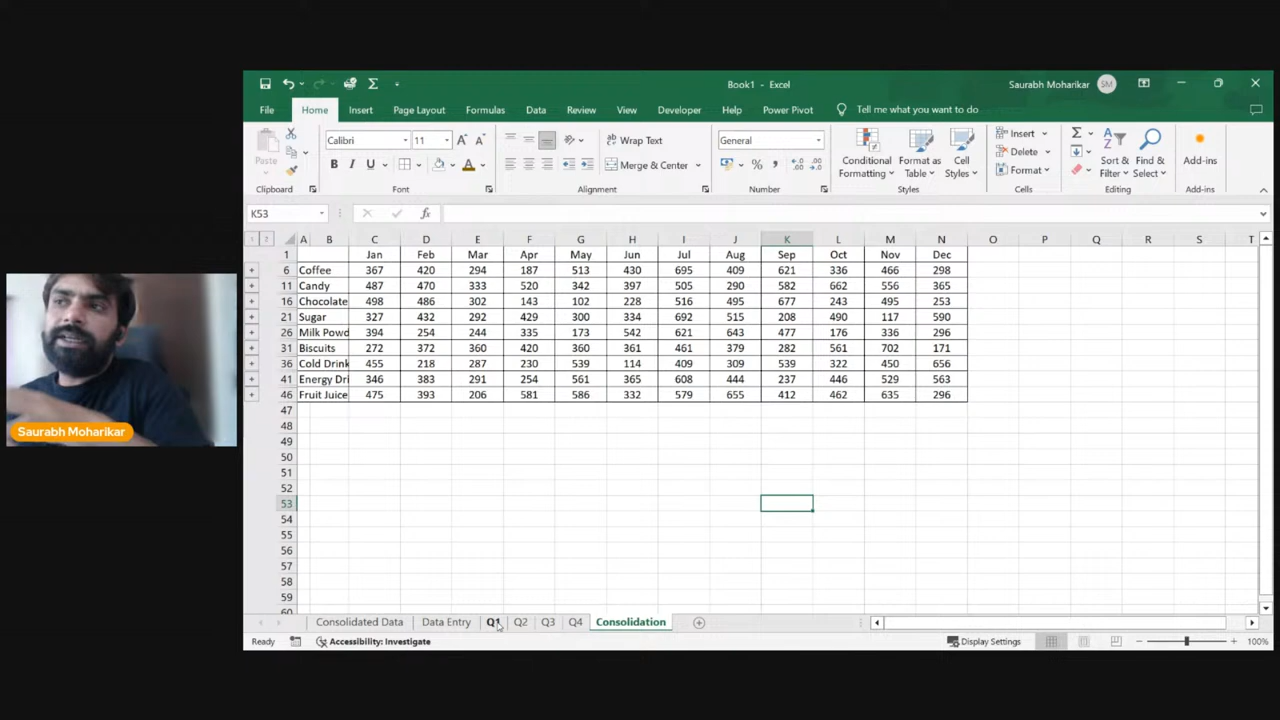 Book1 - Excel
Saurabh Moharikar SM
File Home Insert Page Layout Formulas Data Review View Developer Help Power Pivot Tell me what you want to do
Calibri 11
Wrap Text
General
Insert
Paste
Conditional Formatting
Format as Table
Cell Styles
Delete
Sort & Filter
Find & Select
Add-ins
B I U
Merge & Center
Format
Clipboard Font Alignment Number Styles Cells Editing Add-ins
K53 fx
1 2 A B C D E F G H I J K L M N O P Q R S T
1 Jan Feb Mar Apr May Jun Jul Aug Sep Oct Nov Dec
6 Coffee 367 420 294 187 513 430 695 409 621 336 466 298
11 Candy 487 470 333 520 342 397 505 290 582 662 556 365
16 Chocolate 498 486 302 143 102 228 516 495 677 243 495 253
21 Sugar 327 432 292 429 300 334 692 515 208 490 117 590
26 Milk Powd 394 254 244 335 173 542 621 643 477 176 336 296
31 Biscuits 272 372 360 420 360 361 461 379 282 561 702 171
36 Cold Drink 455 218 287 230 539 114 409 309 539 322 450 656
41 Energy Dri 346 383 291 254 561 365 608 444 237 446 529 563
46 Fruit Juice 475 393 206 581 586 332 579 655 412 462 635 296
47
48
49
50
51
52
53
54
55
56
57
58
59
60
Saurabh Moharikar
Consolidated Data Data Entry Q1 Q2 Q3 Q4 Consolidation
Ready Accessibility: Investigate Display Settings 100%